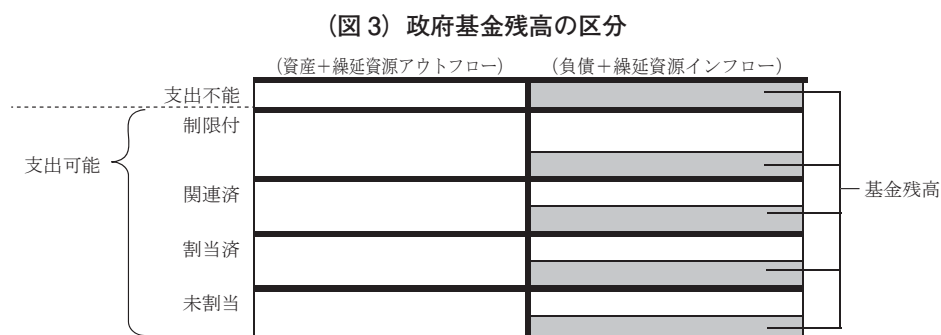 （図 3）政府基金残高の区分
（資産＋繰延資源アウトフロー）
（負債＋繰延資源インフロー）
支出不能
制限付
支出可能
関連済
基金残高
割当済
未割当